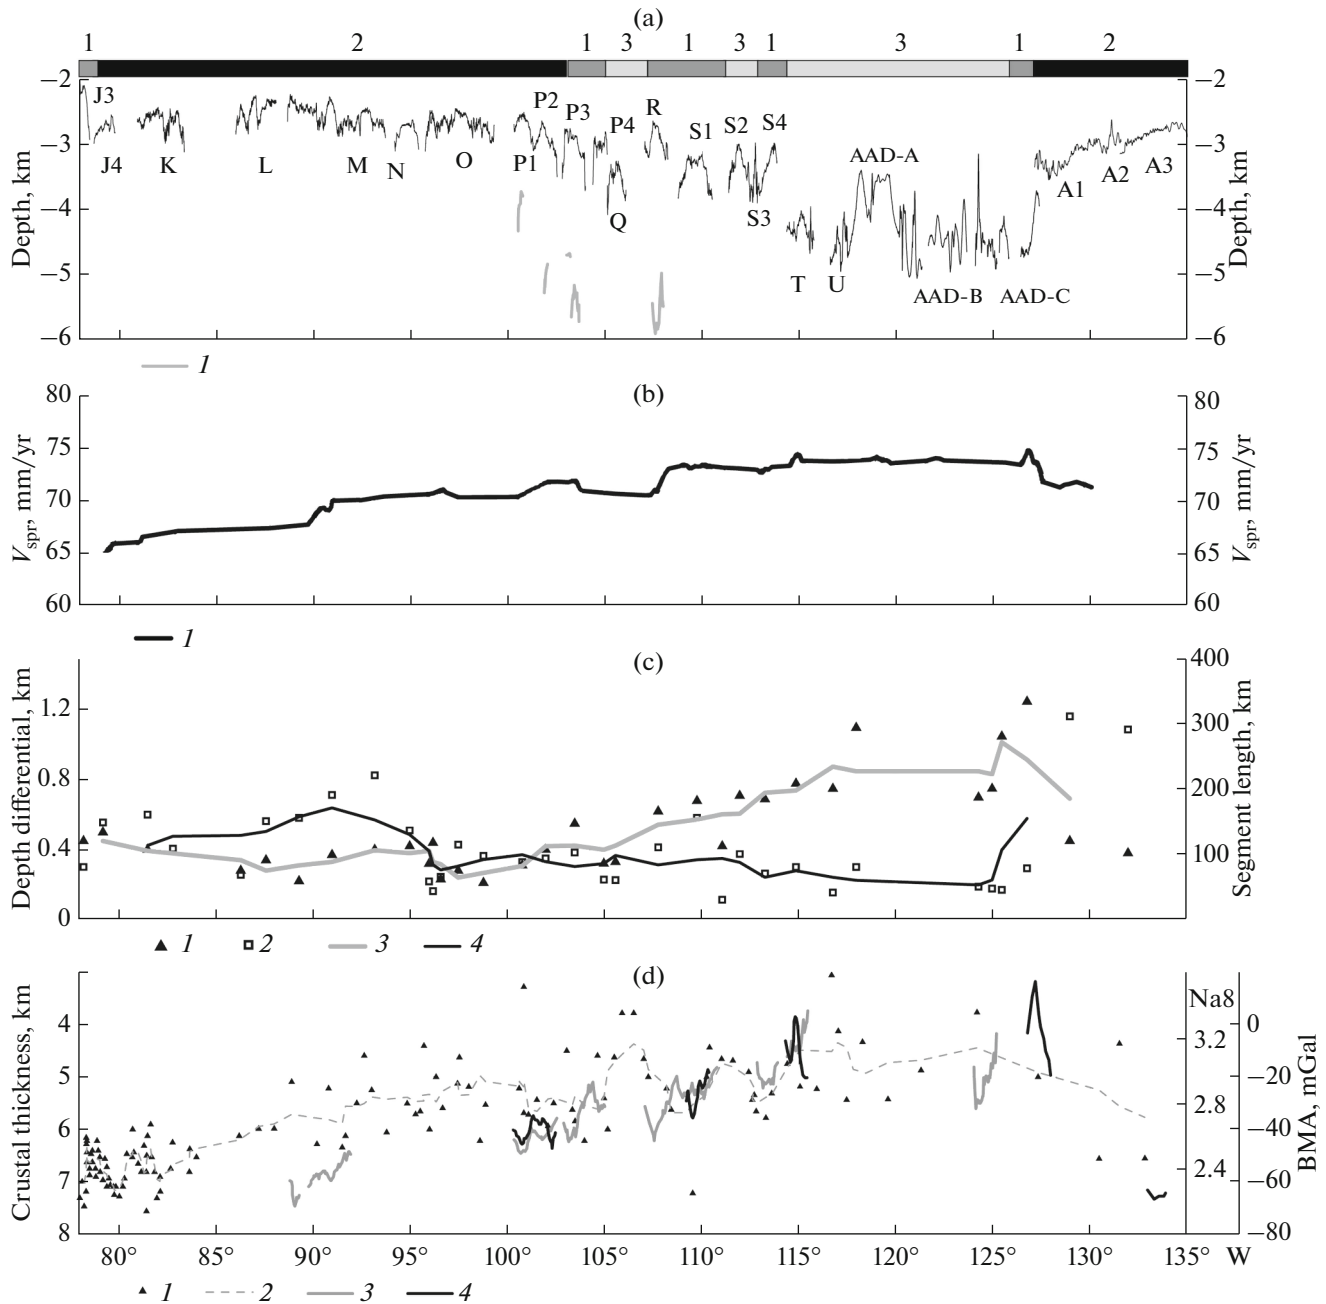 (a)
1 2 1 3 1 3 1 3 1 2
−2 −2
J3 P2 P3 P4 R S1 S2 S4
−3 −3
J4 K L M N O P1 AAD-A A1 A2 A3
Depth, km Depth, km
−4 −4
Q S3
−5 −5
T U AAD-B AAD-C
−6 −6
1
(b)
80 80
75 75
70 70
65 65
60 60
Vspr, mm/yr Vspr, mm/yr
1
(c)
400
1.2 300
0.8 200
0.4 100
0 0
Depth differential, km Segment length, km
1 2 3 4
(d)
Na8
4 3.2 0
5 −20
2.8
6 −40
2.4
7 −60
8 −80
Crustal thickness, km BMA, mGal
80° 85° 90° 95° 100° 105° 110° 115° 120° 125° 130° 135° W
1 2 3 4